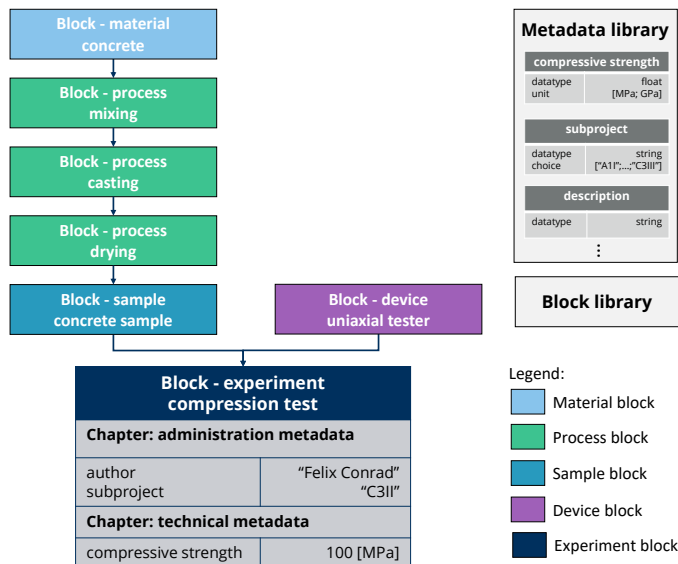 Block - material
concrete
Block - process
mixing
Block - process
casting
Block - process
drying
Block - sample
concrete sample
Block - device
uniaxial tester
Block - experiment
compression test
Chapter: administration metadata
author “Felix Conrad”
subproject “C3II”
Chapter: technical metadata
compressive strength 100 [MPa]
Metadata library
compressive strength
datatype float
unit [MPa; GPa]
subproject
datatype string
choice [“A1I”;...;”C3III”]
description
datatype string
⋮
Block library
Legend:
Material block
Process block
Sample block
Device block
Experiment block